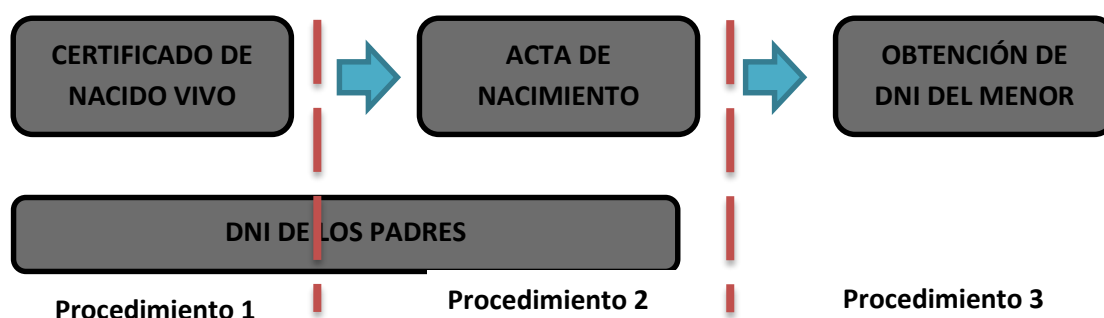 CERTIFICADO DE
NACIDO VIVO
ACTA DE
NACIMIENTO
OBTENCIÓN DE
DNI DEL MENOR
DNI DE LOS PADRES
Procedimiento 1
Procedimiento 2
Procedimiento 3